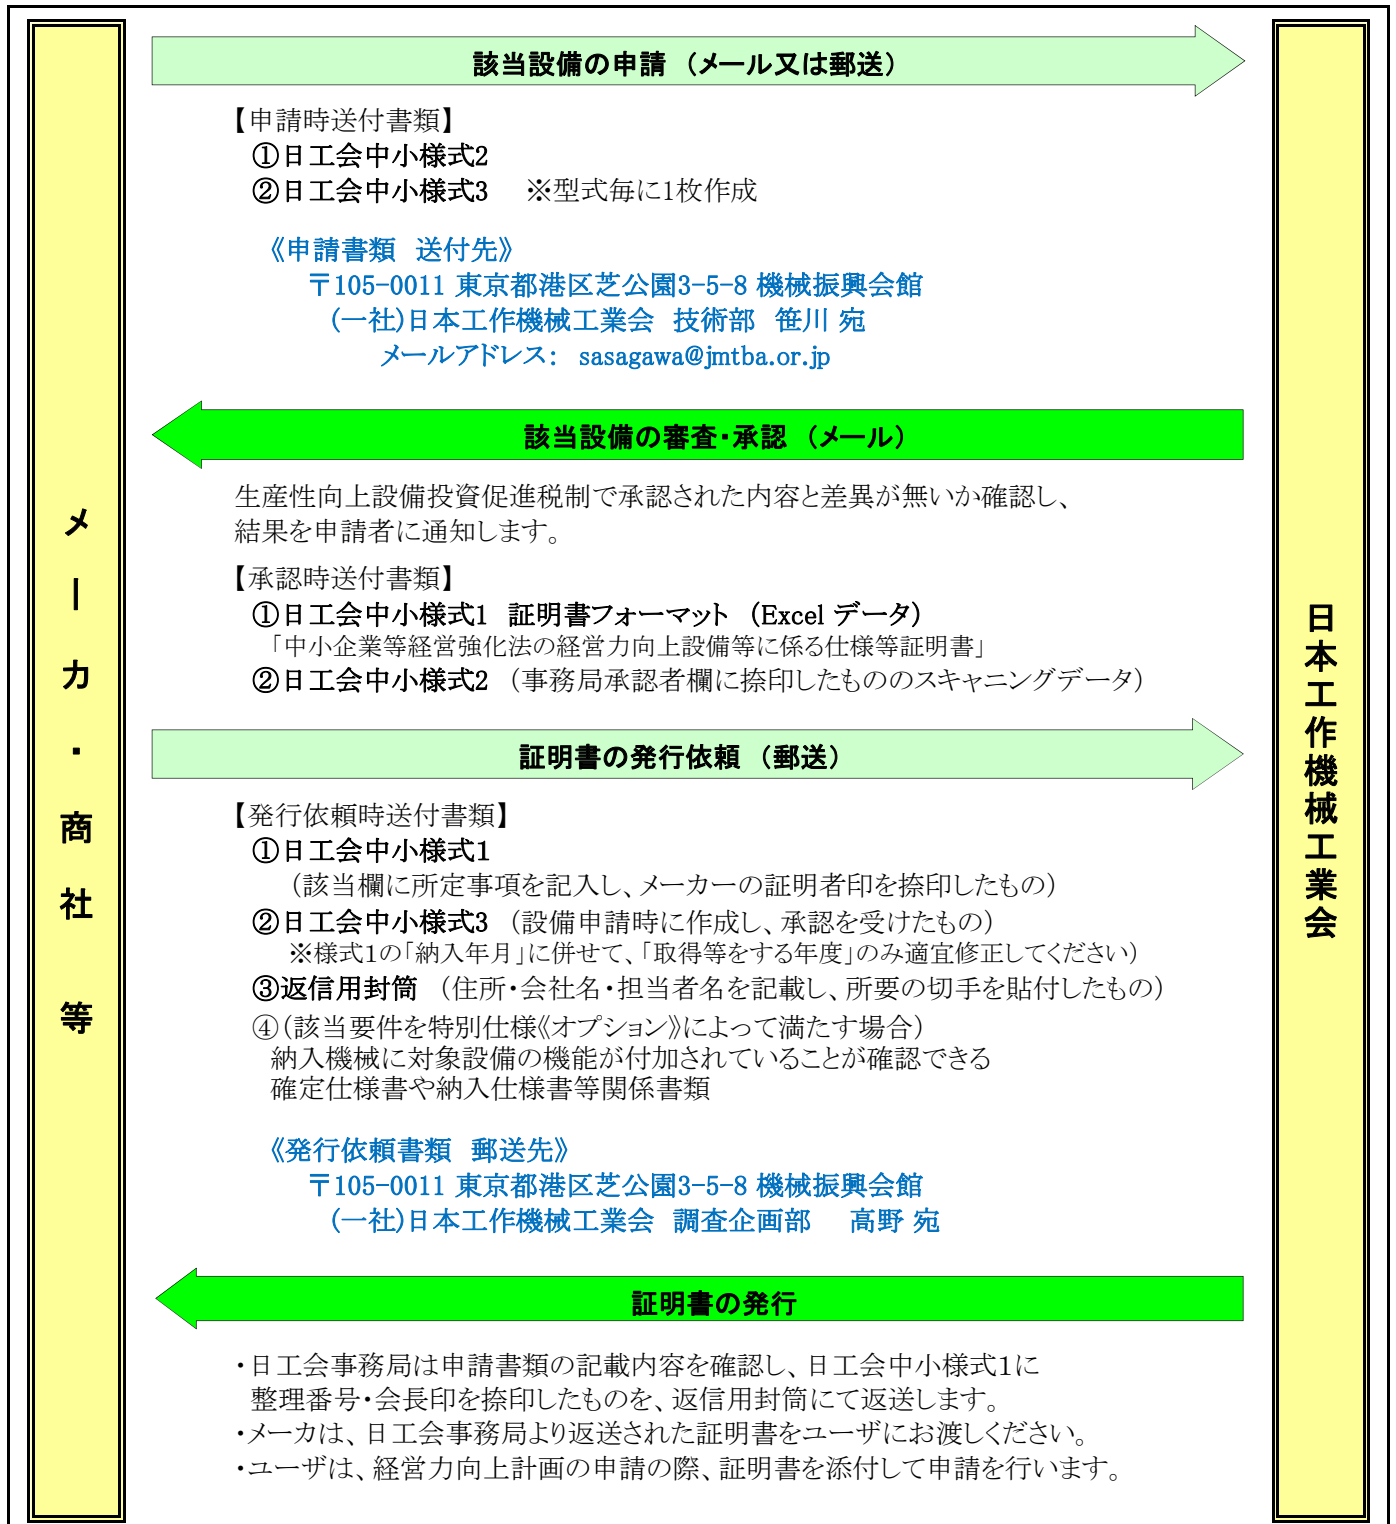 メーカ・商社 等
該当設備の申請 （メール又は郵送）
【申請時送付書類】
①日工会中小様式2
②日工会中小様式3 ※型式毎に1枚作成
《申請書類 送付先》
〒105-0011 東京都港区芝公園3-5-8 機械振興会館
(一社)日本工作機械工業会 技術部 笹川 宛
メールアドレス： sasagawa@jmtba.or.jp
該当設備の審査・承認 （メール）
生産性向上設備投資促進税制で承認された内容と差異が無いか確認し、
結果を申請者に通知します。
【承認時送付書類】
①日工会中小様式1 証明書フォーマット （Excel データ）
「中小企業等経営強化法の経営力向上設備等に係る仕様等証明書」
②日工会中小様式2 （事務局承認者欄に捺印したもののスキャニングデータ）
証明書の発行依頼 （郵送）
【発行依頼時送付書類】
①日工会中小様式1
（該当欄に所定事項を記入し、メーカーの証明者印を捺印したもの）
②日工会中小様式3 （設備申請時に作成し、承認を受けたもの）
※様式1の「納入年月」に併せて、「取得等をする年度」のみ適宜修正してください）
③返信用封筒 （住所・会社名・担当者名を記載し、所要の切手を貼付したもの）
④（該当要件を特別仕様《オプション》によって満たす場合）
納入機械に対象設備の機能が付加されていることが確認できる
確定仕様書や納入仕様書等関係書類
《発行依頼書類 郵送先》
〒105-0011 東京都港区芝公園3-5-8 機械振興会館
(一社)日本工作機械工業会 調査企画部 高野 宛
証明書の発行
・日工会事務局は申請書類の記載内容を確認し、日工会中小様式1に
整理番号・会長印を捺印したものを、返信用封筒にて返送します。
・メーカは、日工会事務局より返送された証明書をユーザにお渡しください。
・ユーザは、経営力向上計画の申請の際、証明書を添付して申請を行います。
日本工作機械工業会